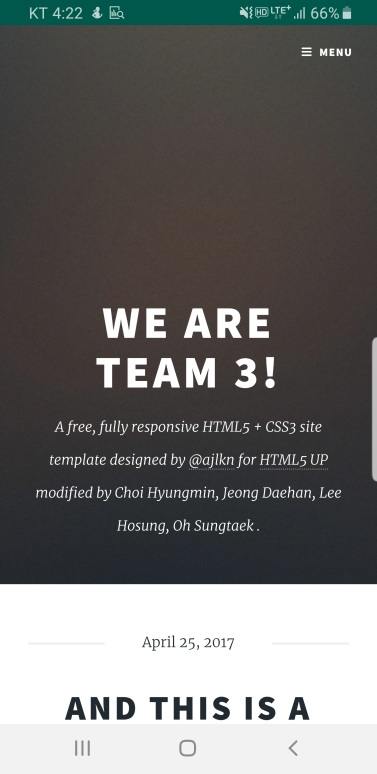 KT 4:22 HD LTE+ 66%
MENU
WE ARE
TEAM 3!
A free, fully responsive HTML5 + CSS3 site
template designed by @ajlkn for HTML5 UP
modified by Choi Hyungmin, Jeong Daehan, Lee
Hosung, Oh Sungtaek .
April 25, 2017
AND THIS IS A